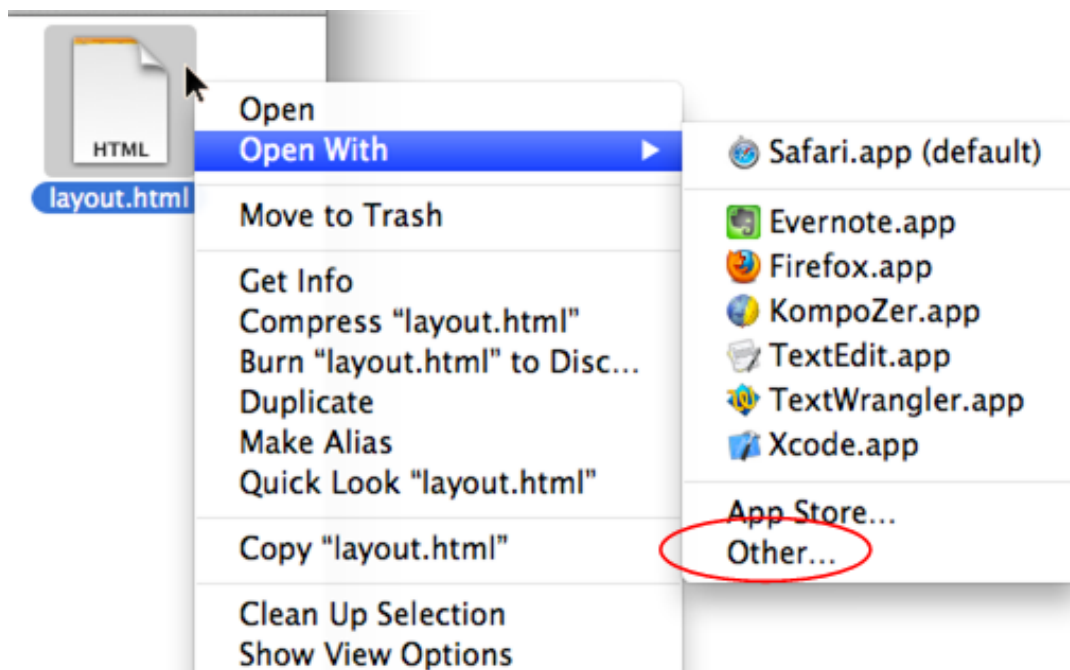 HTML
layout.html
Open
Open With
Move to Trash
Get Info
Compress “layout.html”
Burn “layout.html” to Disc...
Duplicate
Make Alias
Quick Look “layout.html”
Copy “layout.html”
Clean Up Selection
Show View Options
Safari.app (default)
Evernote.app
Firefox.app
KompoZer.app
TextEdit.app
TextWrangler.app
Xcode.app
App Store...
Other...